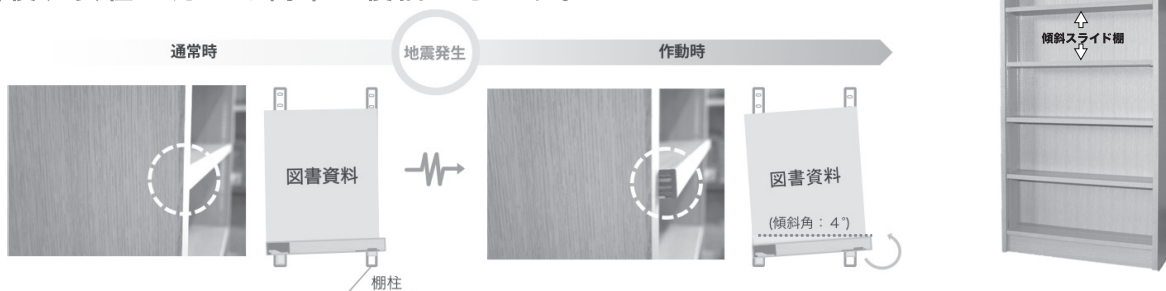 通常時
地震発生
作動時
図書資料
棚柱
図書資料
(傾斜角：4°)
傾斜スライド棚